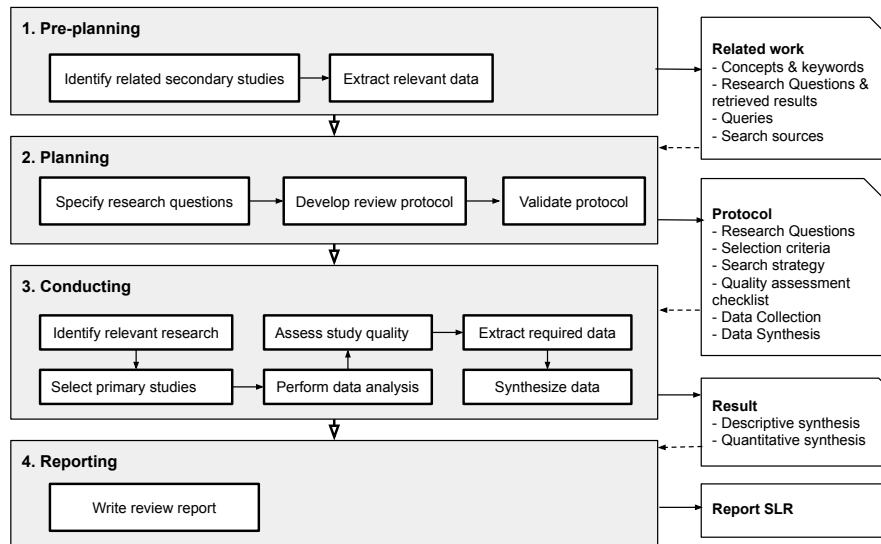 1. Pre-planning
Identify related secondary studies
Extract relevant data
Related work
- Concepts & keywords
- Research Questions &
retrieved results
- Queries
- Search sources
2. Planning
Specify research questions
Develop review protocol
Validate protocol
Protocol
- Research Questions
- Selection criteria
- Search strategy
- Quality assessment
checklist
- Data Collection
- Data Synthesis
3. Conducting
Identify relevant research
Assess study quality
Extract required data
Select primary studies
Perform data analysis
Synthesize data
Result
- Descriptive synthesis
- Quantitative synthesis
4. Reporting
Write review report
Report SLR